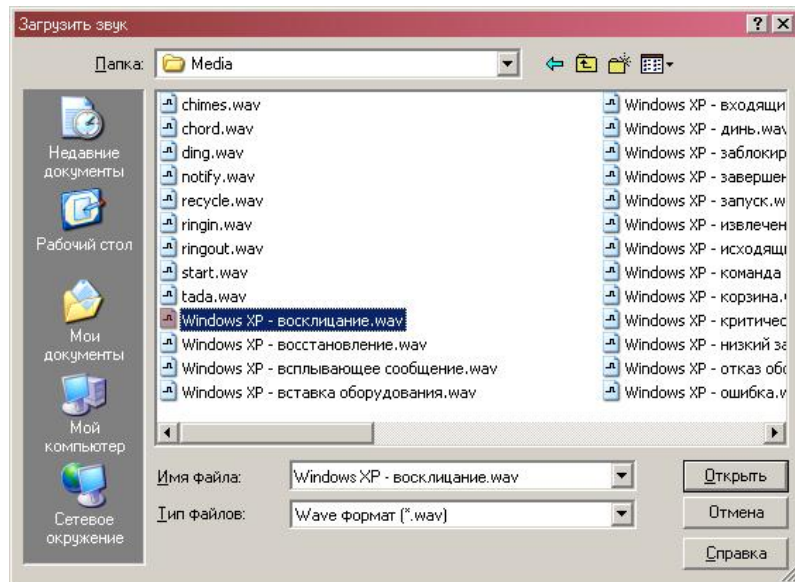 Загрузить звук
Папка:
Media
Недавние
документы
Рабочий стол
Мои
документы
Мой
компьютер
Сетевое
окружение
chimes.wav
chord.wav
ding.wav
notify.wav
recycle.wav
ringin.wav
ringout.wav
start.wav
tada.wav
Windows XP - восклицание.wav
Windows XP - восстановление.wav
Windows XP - всплывающее сообщение.wav
Windows XP - вставка оборудования.wav
Windows XP - входящи
Windows XP - динь.wav
Windows XP - заблокир
Windows XP - завершен
Windows XP - запуск.w
Windows XP - извлечен
Windows XP - исходящи
Windows XP - команда
Windows XP - корзина.
Windows XP - критичес
Windows XP - низкий за
Windows XP - отказ обо
Windows XP - ошибка.w
Имя файла:
Windows XP - восклицание.wav
Открыть
Тип файлов:
Wave формат (*.wav)
Отмена
Справка